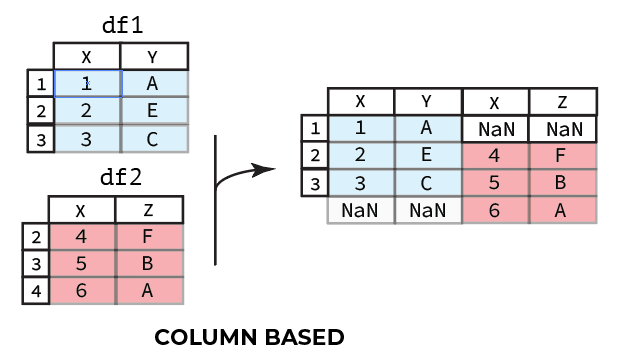 df1
X Y
1 1 A
2 2 E
3 3 C
df2
X Z
2 4 F
3 5 B
4 6 A
X Y X Z
1 1 A NaN NaN
2 2 E 4 F
3 3 C 5 B
NaN NaN 6 A
COLUMN BASED